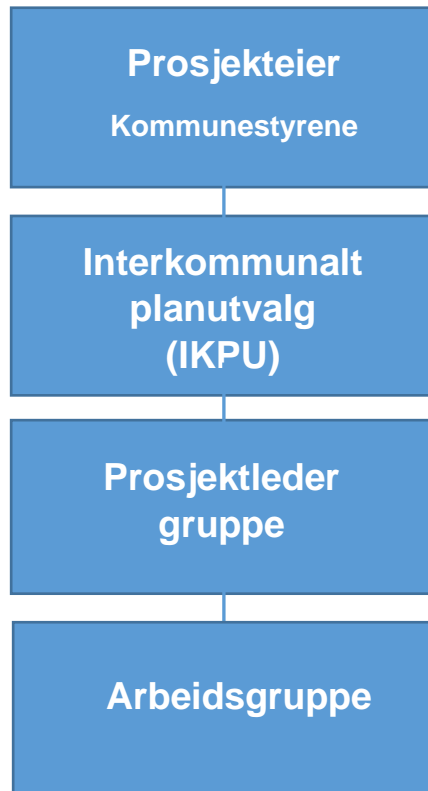 Prosjekteier
Kommunestyrene
Interkommunalt
planutvalg
(IKPU)
Prosjektleder
gruppe
Arbeidsgruppe